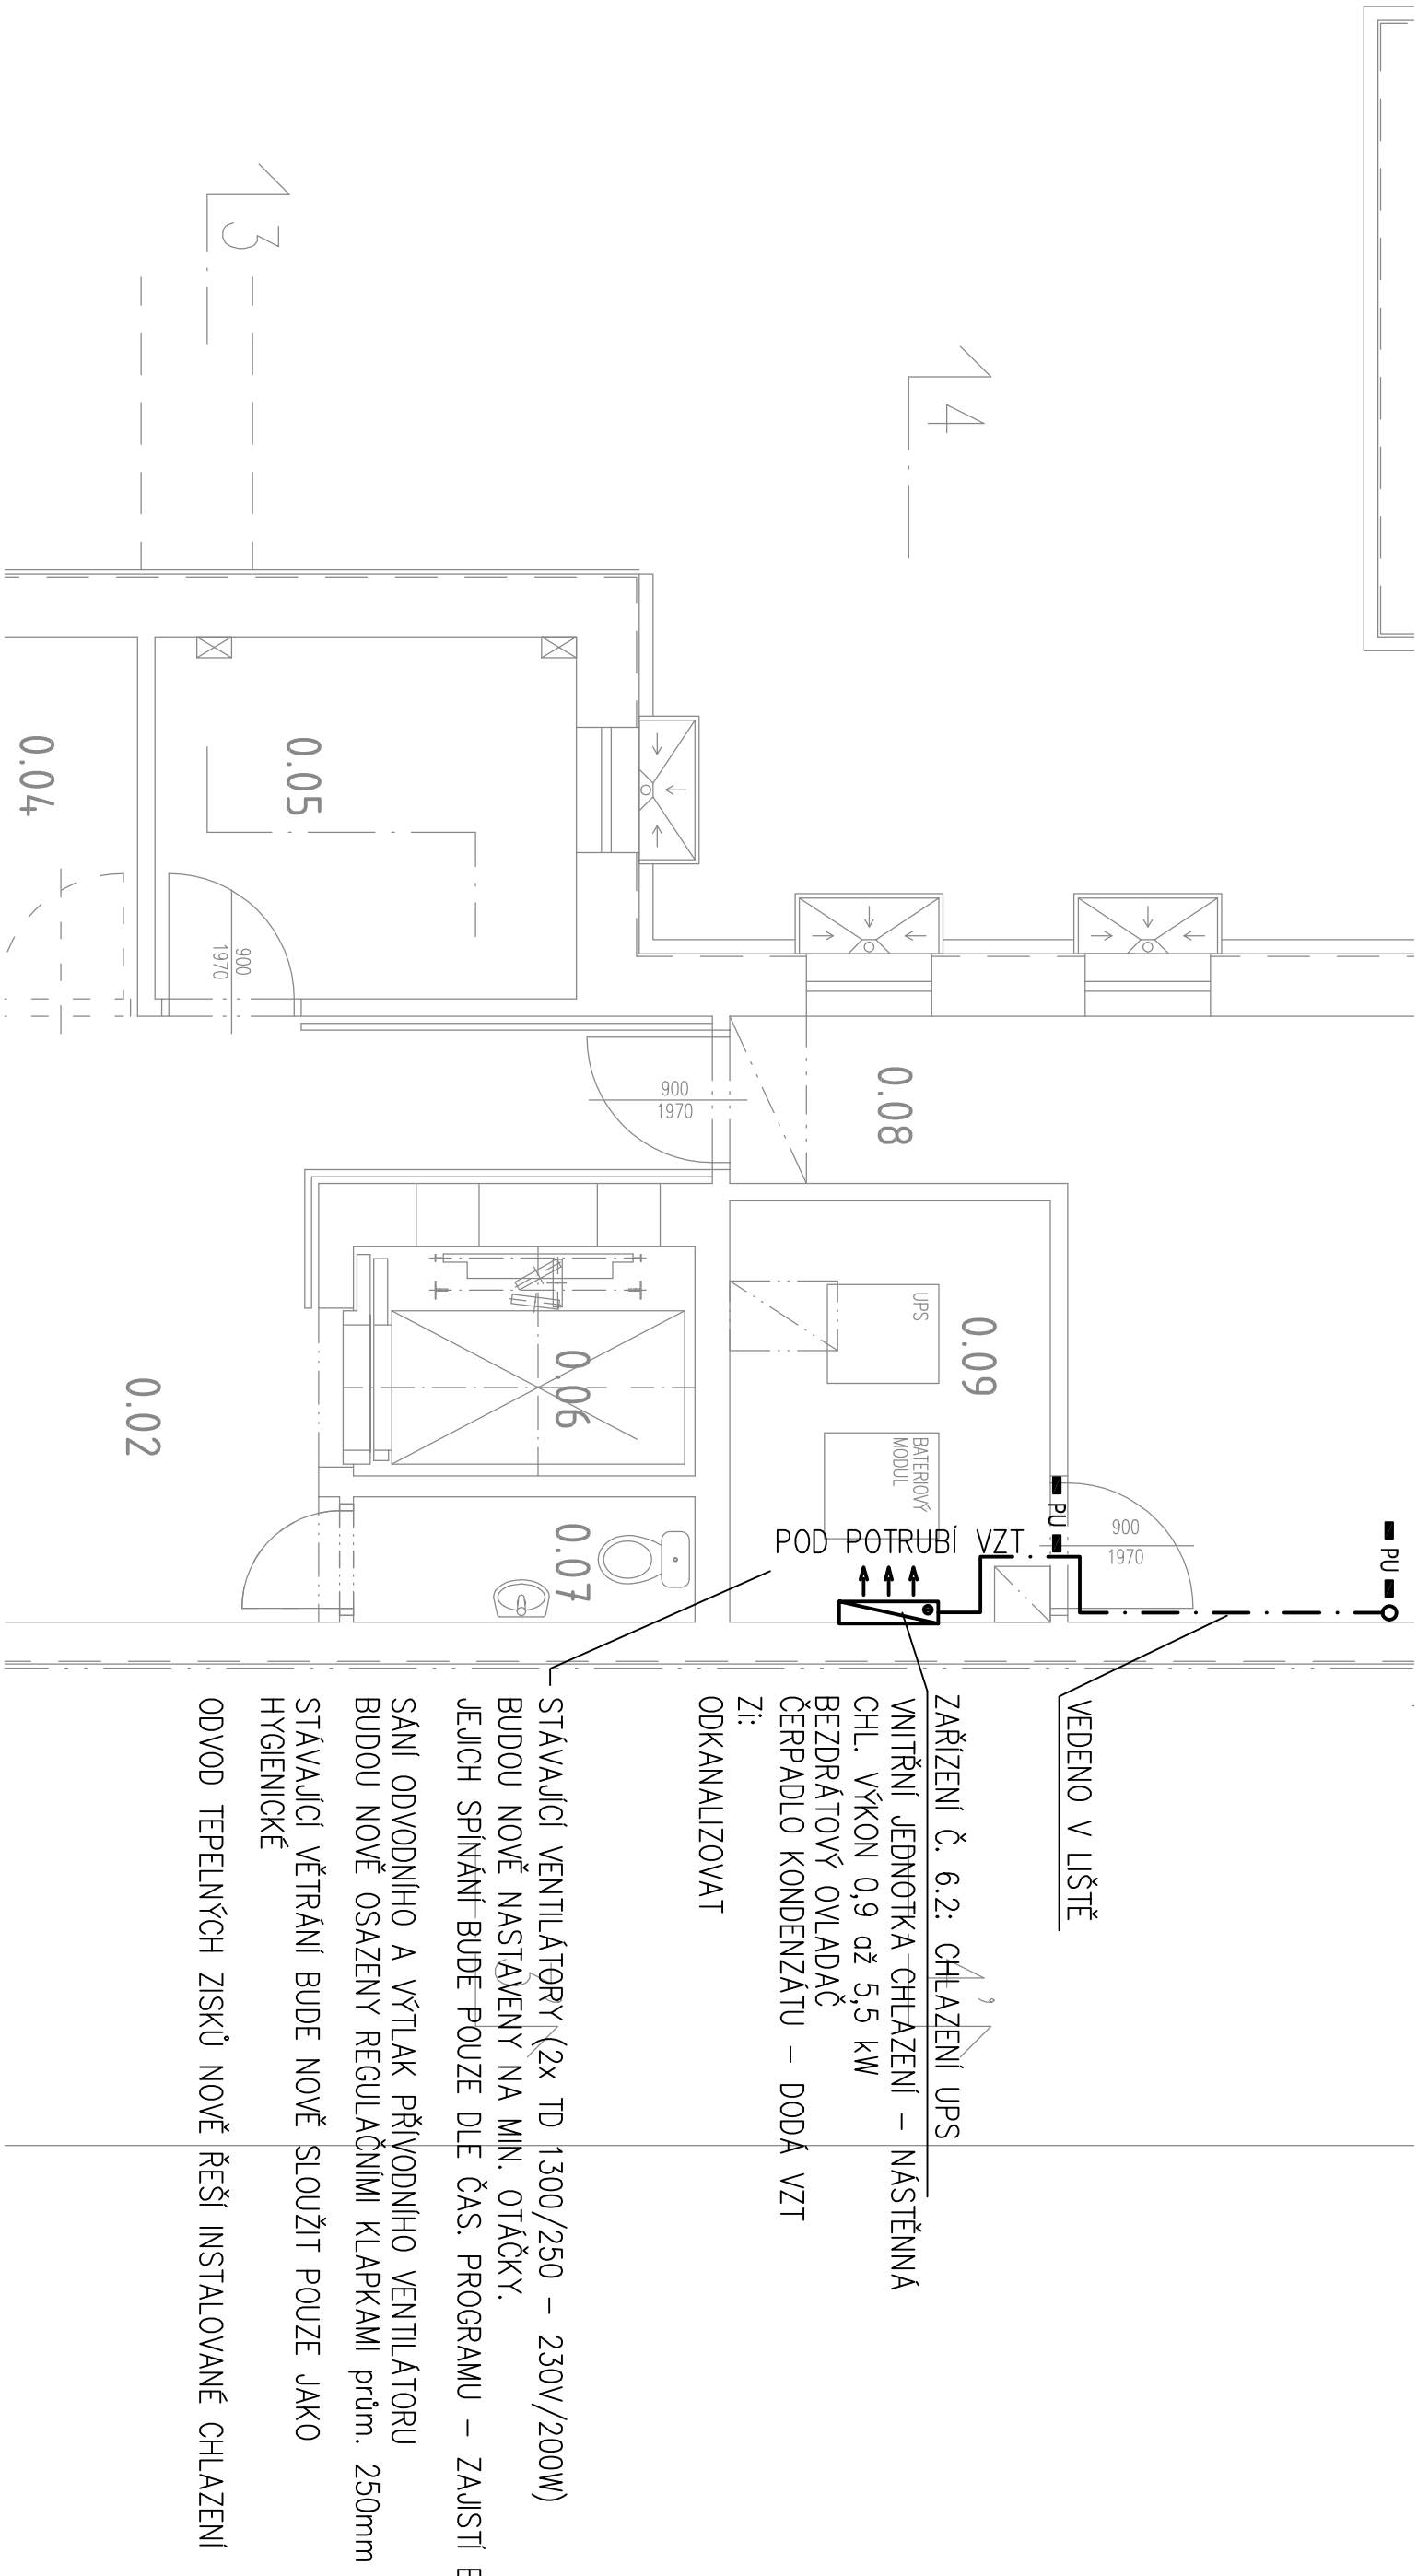 VEDENO V LIŠTĚ
ZAŘÍZENÍ Č. 6.2: CHLAZENÍ UPS
VNITŘNÍ JEDNOTKA CHLAZENÍ – NÁSTĚNNÁ
CHL. VÝKON 0,9 až 5,5 kW
BEZDRÁTOVÝ OVLADAČ
ČERPADLO KONDENZÁTU – DODÁ VZT
Zi:
ODKANALIZOVAT
STÁVAJÍCÍ VENTILÁTORY (2x TD 1300/250 – 230V/200W)
BUDOU NOVĚ NASTAVENY NA MIN. OTÁČKY.
JEJICH SPÍNÁNÍ BUDE POUZE DLE ČAS. PROGRAMU – ZAJISTÍ E
SÁNÍ ODVODNÍHO A VÝTLAK PŘÍVODNÍHO VENTILÁTORU
BUDOU NOVĚ OSAZENY REGULAČNÍMI KLAPKAMI prům. 250mm
STÁVAJÍCÍ VĚTRÁNÍ BUDE NOVĚ SLOUŽIT POUZE JAKO
HYGIENICKÉ
ODVOD TEPELNÝCH ZISKŮ NOVĚ ŘEŠÍ INSTALOVANÉ CHLAZENÍ
POD POTRUBÍ VZT
PU
PU
900
1970
0.09
UPS
BATERIOVÝ
MODUL
0.08
900
1970
0.06
0.07
0.05
900
1970
0.04
0.02
3
4
4'
3'